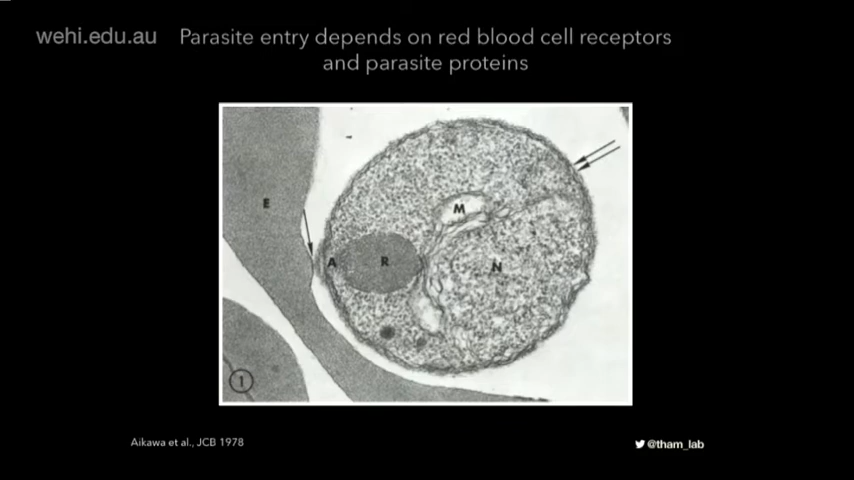 wehi.edu.au
Parasite entry depends on red blood cell receptors
and parasite proteins
E
M
A
R
N
1
Aikawa et al., JCB 1978
@tham_lab